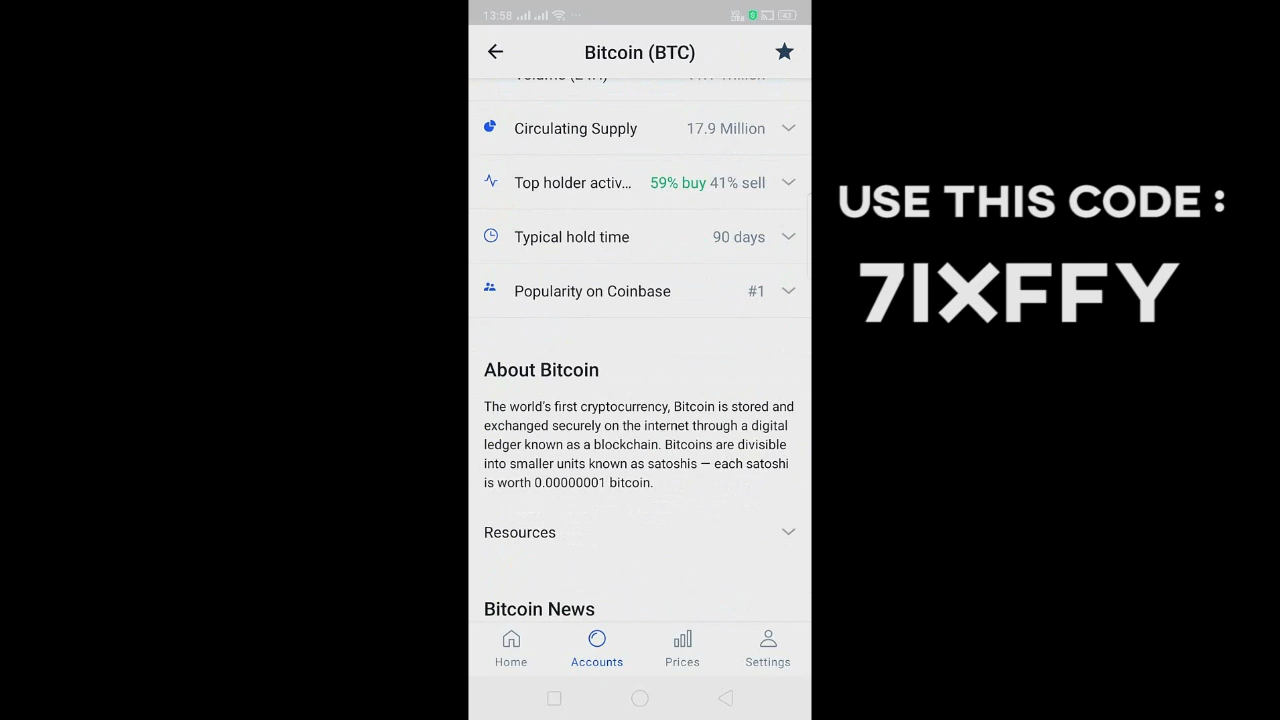 13:58
Bitcoin (BTC)
Circulating Supply 17.9 Million
Top holder activ... 59% buy 41% sell
Typical hold time 90 days
Popularity on Coinbase #1
About Bitcoin
The world's first cryptocurrency, Bitcoin is stored and
exchanged securely on the internet through a digital
ledger known as a blockchain. Bitcoins are divisible
into smaller units known as satoshis — each satoshi
is worth 0.00000001 bitcoin.
Resources
Bitcoin News
Home Accounts Prices Settings
USE THIS CODE :
7IXFFY